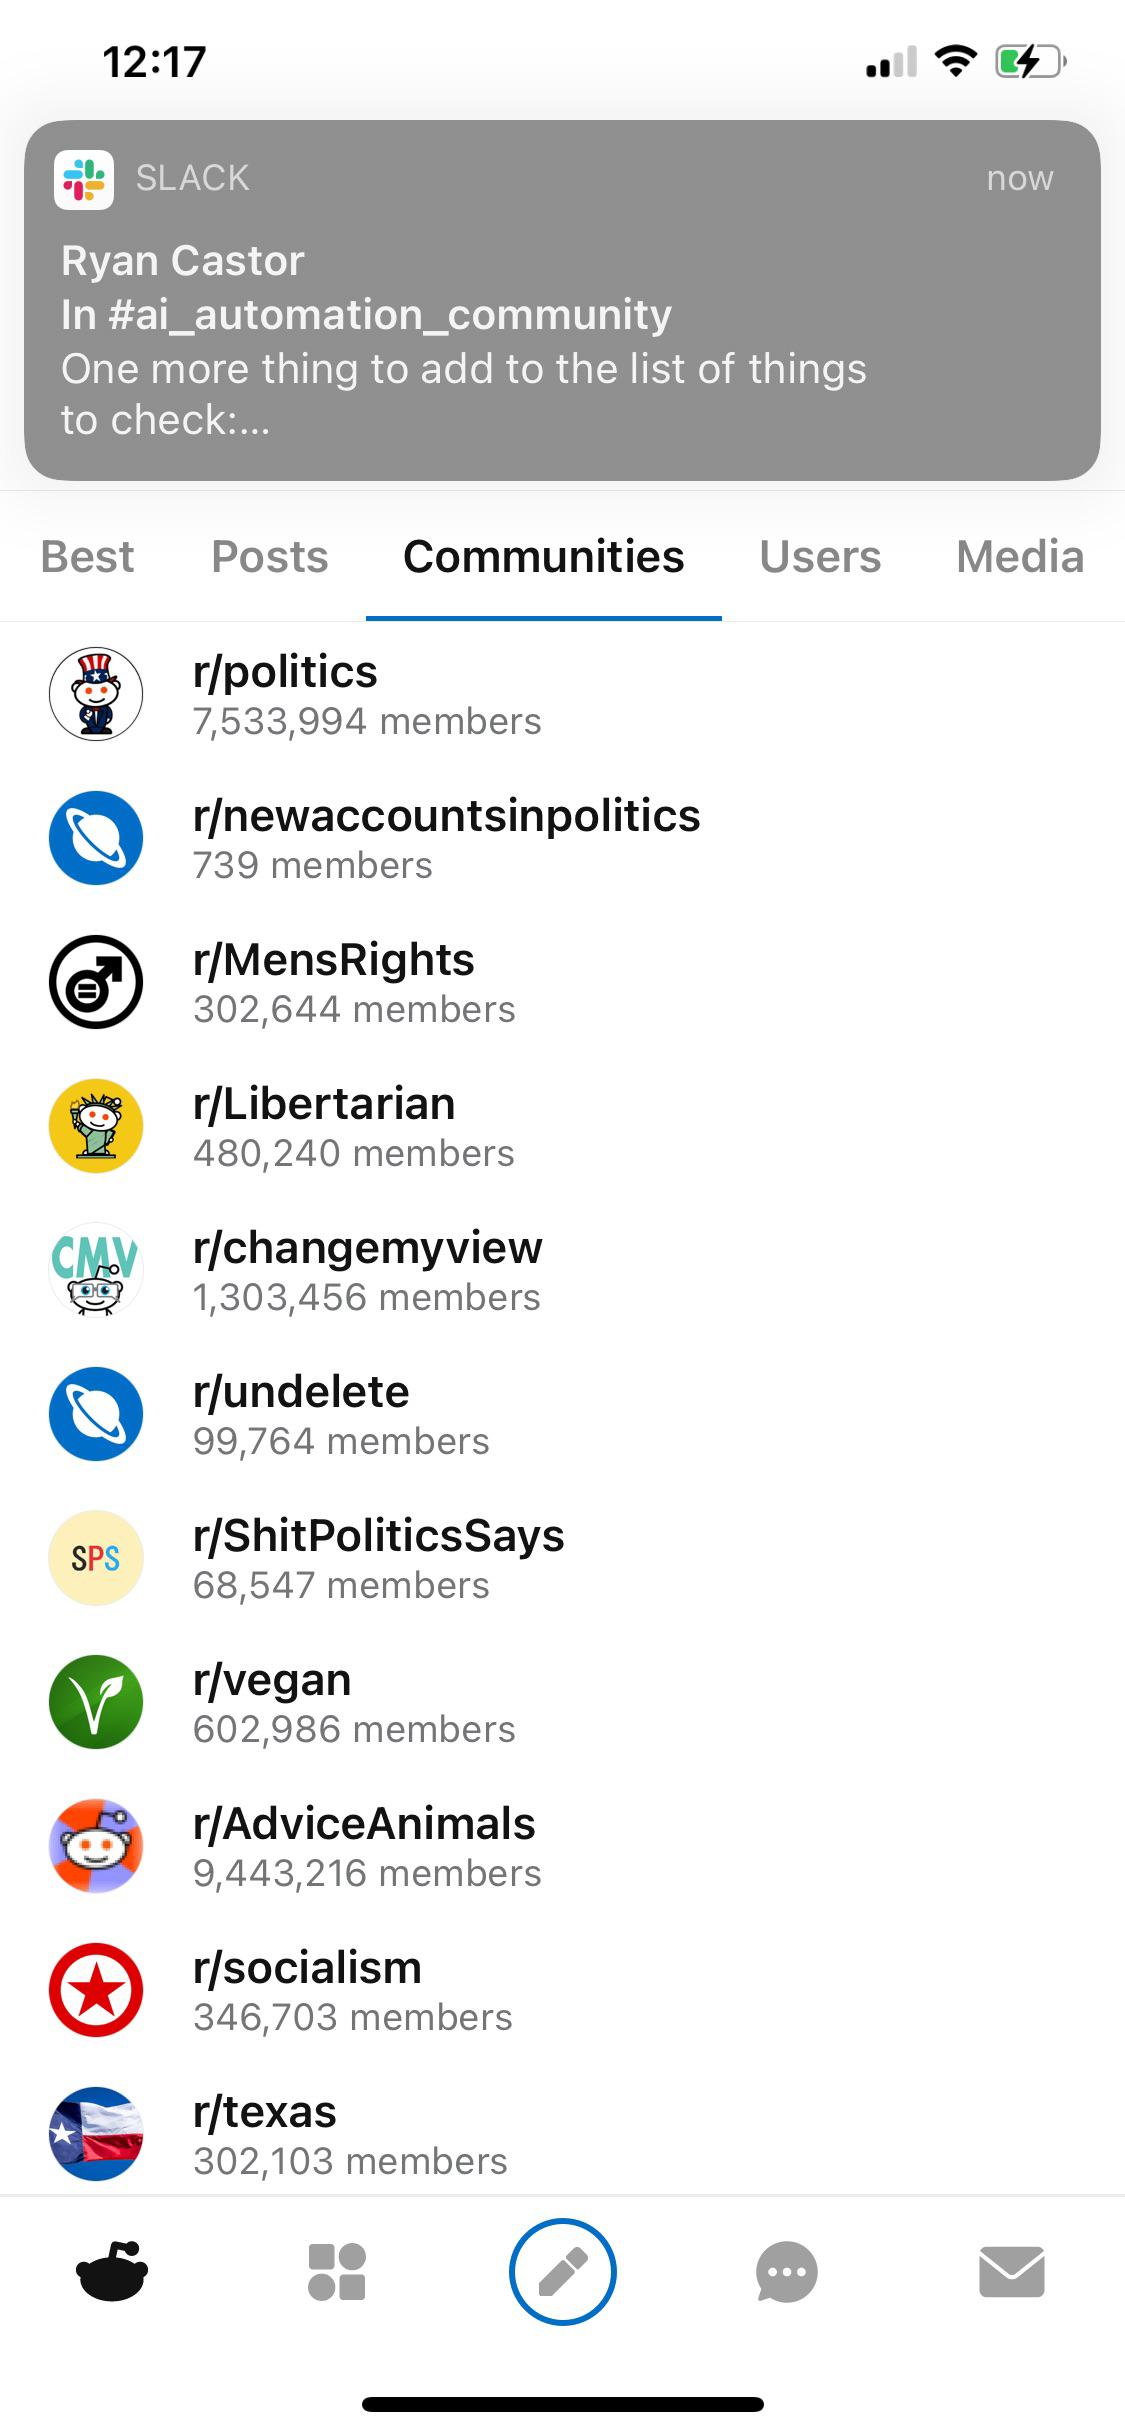 12:17
SLACK
now
Ryan Castor
In #ai_automation_community
One more thing to add to the list of things
to check:...
Best
Posts
Communities
Users
Media
r/politics
7,533,994 members
r/newaccountsinpolitics
739 members
r/MensRights
302,644 members
r/Libertarian
480,240 members
CMV
r/changemyview
1,303,456 members
r/undelete
99,764 members
SPS
r/ShitPoliticsSays
68,547 members
r/vegan
602,986 members
r/AdviceAnimals
9,443,216 members
r/socialism
346,703 members
r/texas
302,103 members